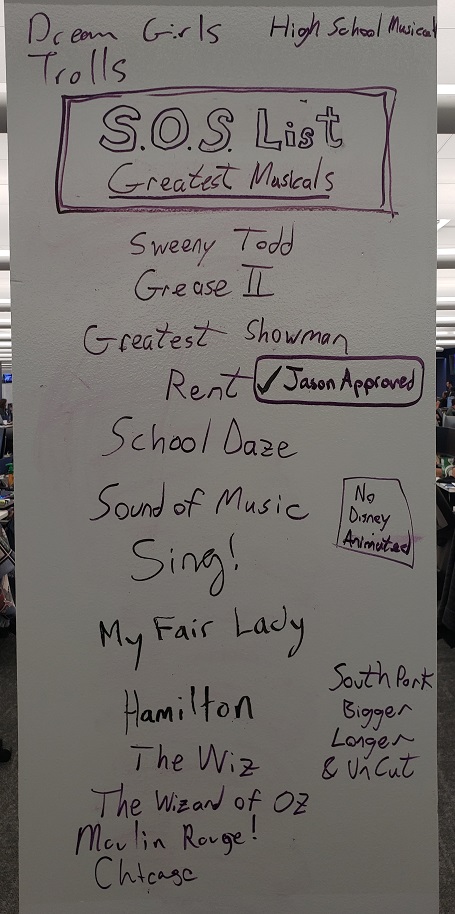 Dream Girls
High School Musical
Trolls
S.O.S. List
Greatest Musicals
Sweeny Todd
Grease II
Greatest Showman
Rent
✓ Jason Approved
School Daze
Sound of Music
No
Disney
Animated
Sing!
My Fair Lady
Hamilton
South Park
Bigger
Longer
& UnCut
The Wiz
The Wizard of Oz
Moulin Rouge!
Chicago